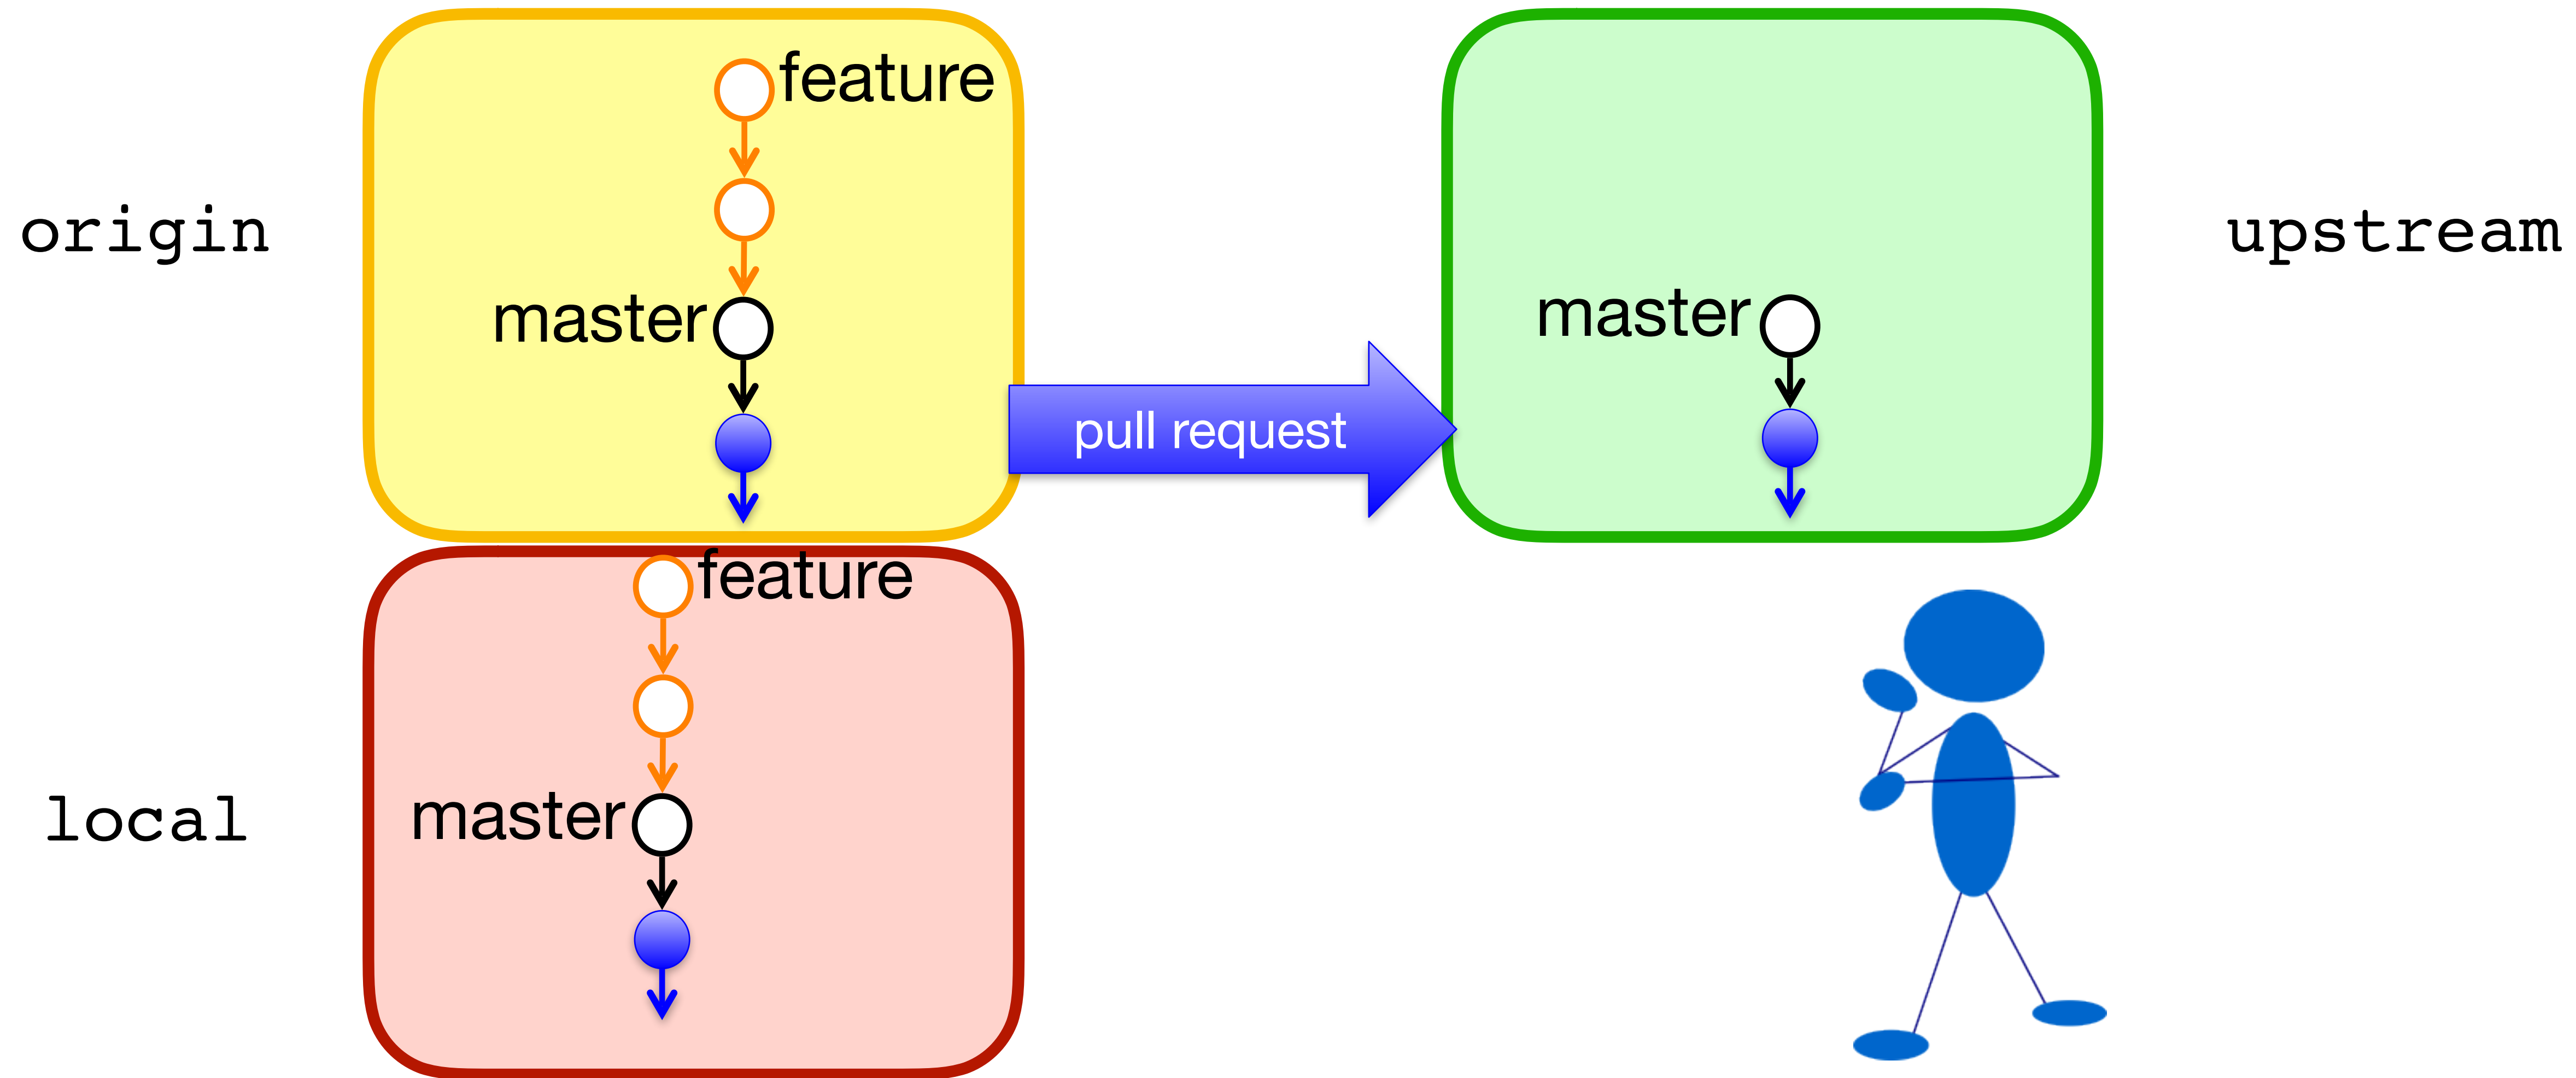 feature
origin
master
upstream
master
pull request
feature
local
master